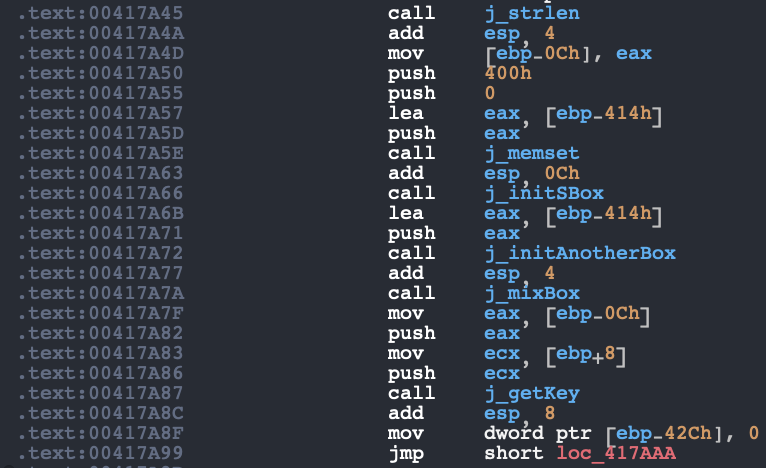 .text:00417A45 call j_strlen
.text:00417A4A add esp, 4
.text:00417A4D mov [ebp-0Ch], eax
.text:00417A50 push 400h
.text:00417A55 push 0
.text:00417A57 lea eax, [ebp-414h]
.text:00417A5D push eax
.text:00417A5E call j_memset
.text:00417A63 add esp, 0Ch
.text:00417A66 call j_initSBox
.text:00417A6B lea eax, [ebp-414h]
.text:00417A71 push eax
.text:00417A72 call j_initAnotherBox
.text:00417A77 add esp, 4
.text:00417A7A call j_mixBox
.text:00417A7F mov eax, [ebp-0Ch]
.text:00417A82 push eax
.text:00417A83 mov ecx, [ebp+8]
.text:00417A86 push ecx
.text:00417A87 call j_getKey
.text:00417A8C add esp, 8
.text:00417A8F mov dword ptr [ebp-42Ch], 0
.text:00417A99 jmp short loc_417AAA